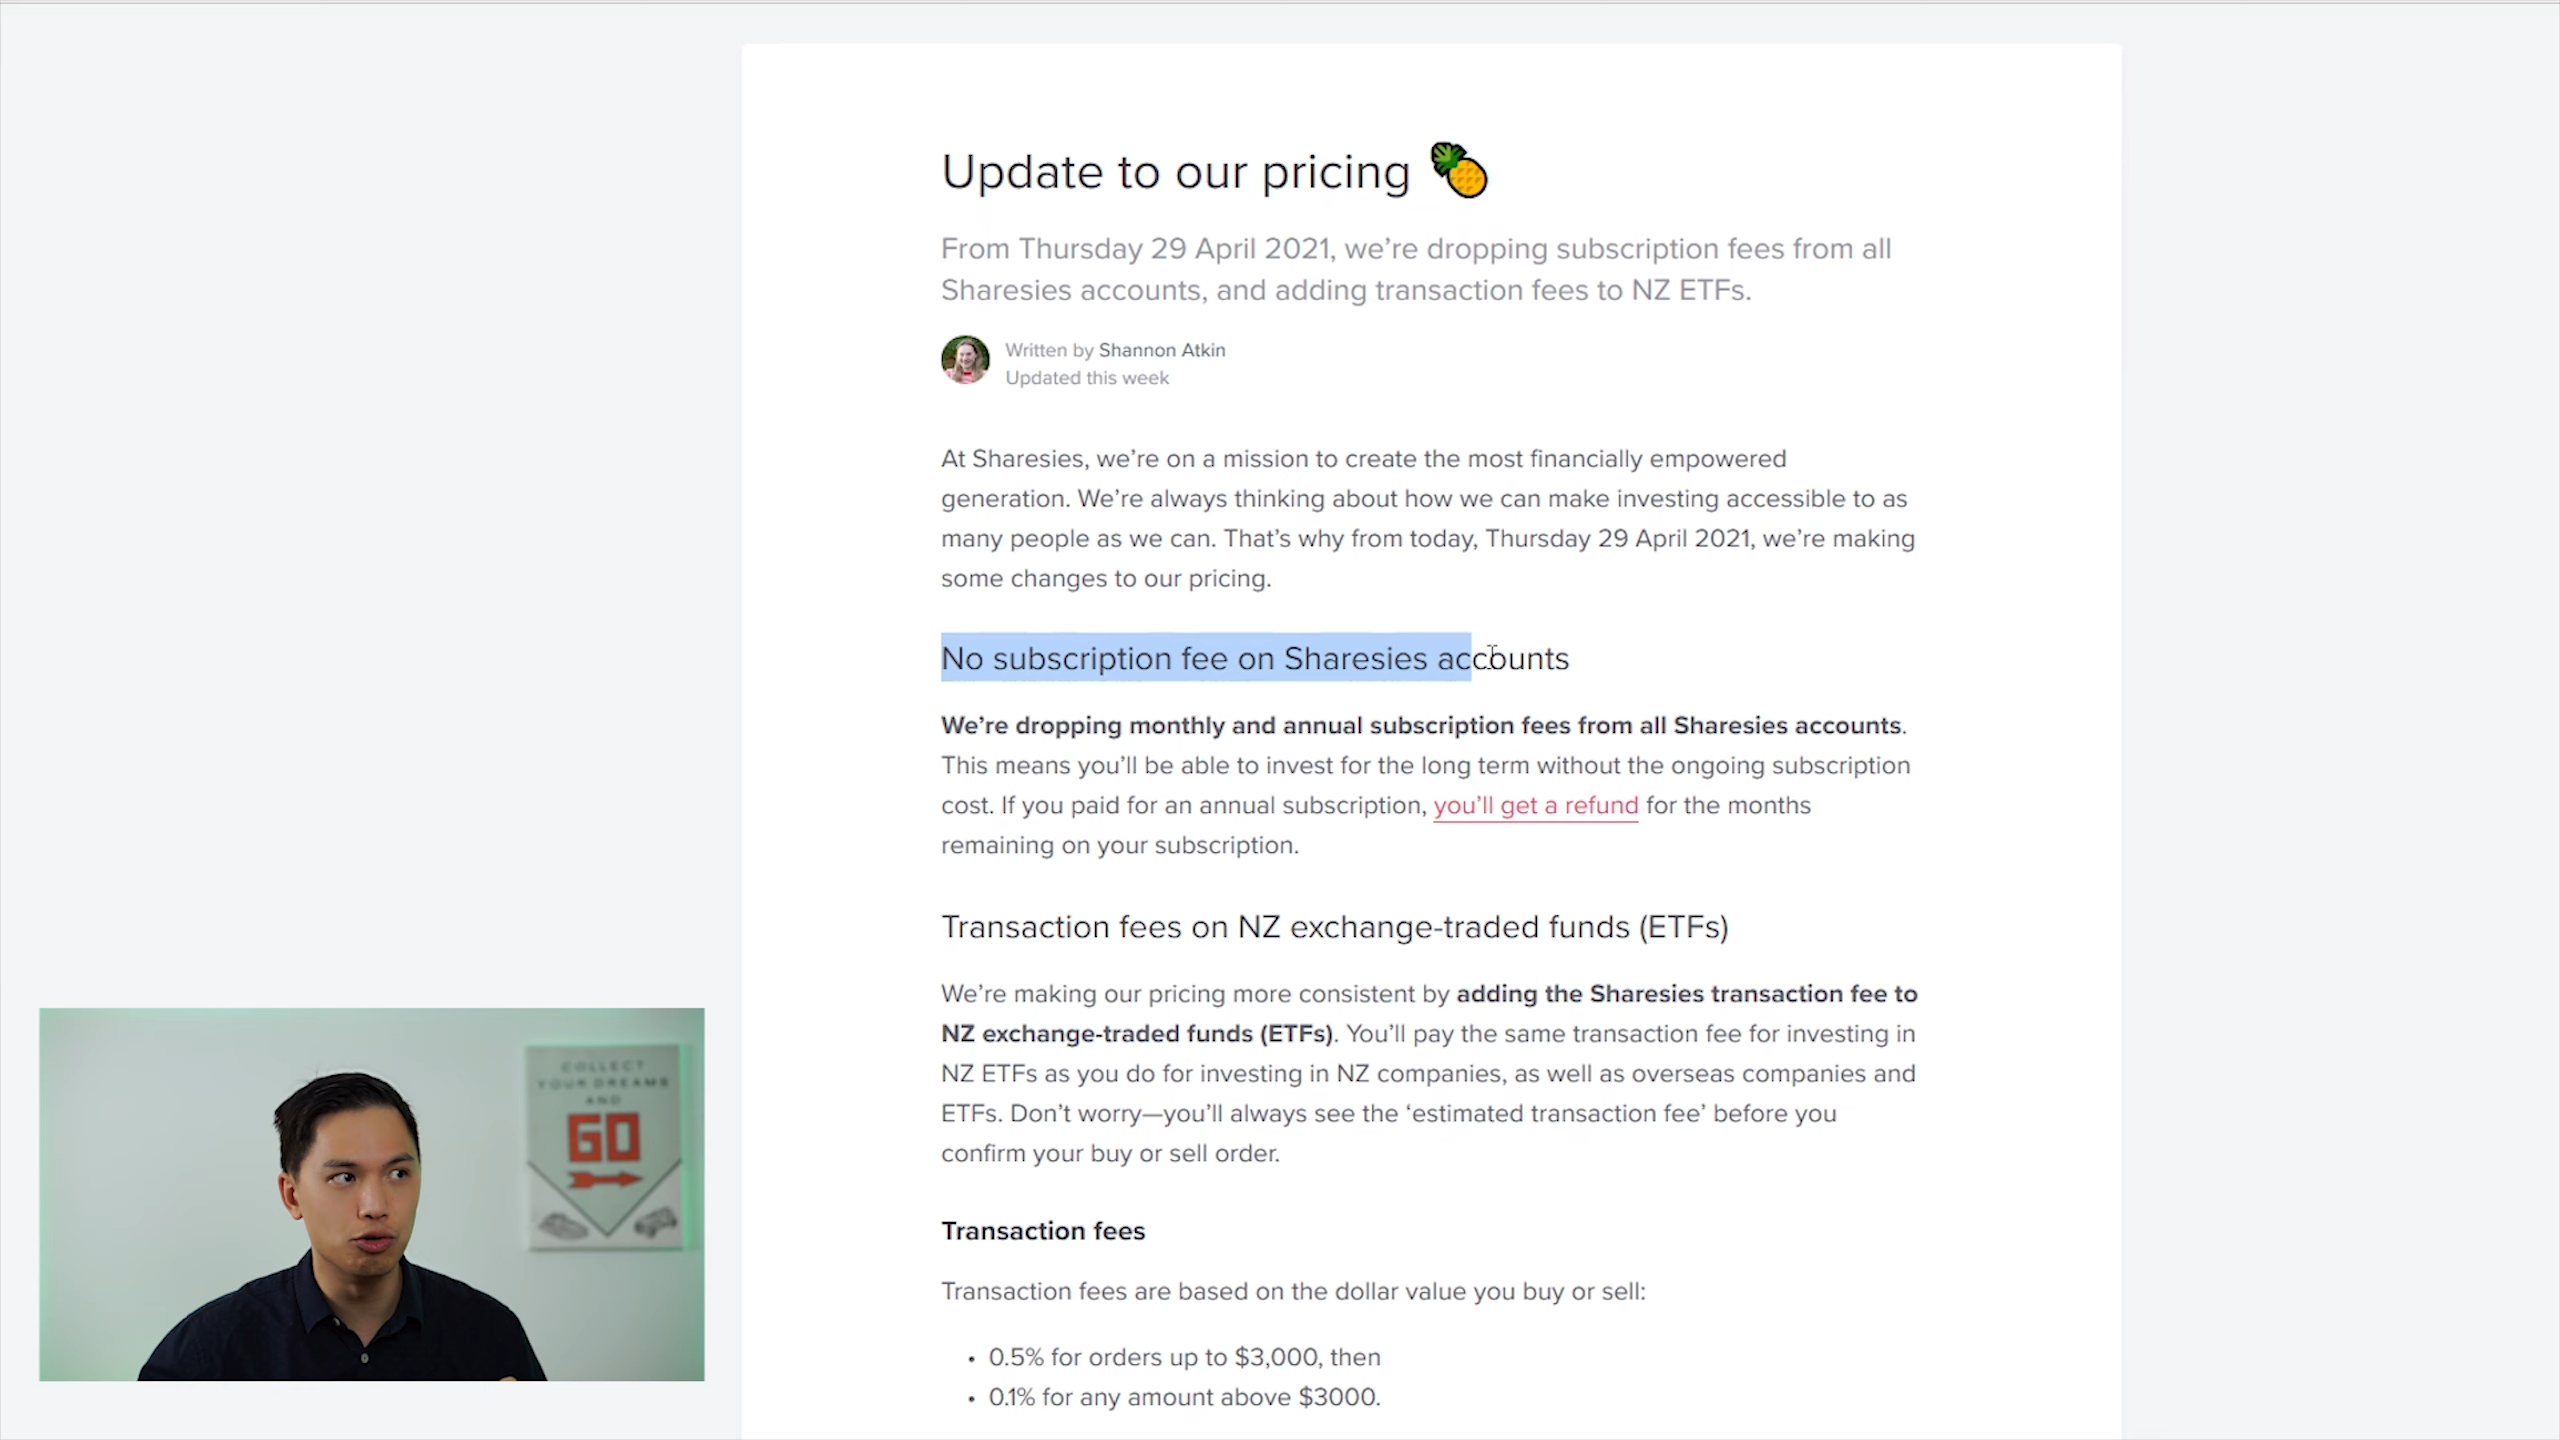 Update to our pricing 🍍
From Thursday 29 April 2021, we’re dropping subscription fees from all
Sharesies accounts, and adding transaction fees to NZ ETFs.
Written by Shannon Atkin
Updated this week
At Sharesies, we’re on a mission to create the most financially empowered
generation. We’re always thinking about how we can make investing accessible to as
many people as we can. That’s why from today, Thursday 29 April 2021, we’re making
some changes to our pricing.
No subscription fee on Sharesies accounts
We’re dropping monthly and annual subscription fees from all Sharesies accounts.
This means you’ll be able to invest for the long term without the ongoing subscription
cost. If you paid for an annual subscription, you’ll get a refund for the months
remaining on your subscription.
Transaction fees on NZ exchange-traded funds (ETFs)
We’re making our pricing more consistent by adding the Sharesies transaction fee to
NZ exchange-traded funds (ETFs). You’ll pay the same transaction fee for investing in
NZ ETFs as you do for investing in NZ companies, as well as overseas companies and
ETFs. Don’t worry—you’ll always see the ‘estimated transaction fee’ before you
confirm your buy or sell order.
Transaction fees
Transaction fees are based on the dollar value you buy or sell:
• 0.5% for orders up to $3,000, then
• 0.1% for any amount above $3000.
COLLECT
YOUR DREAMS
AND
GO